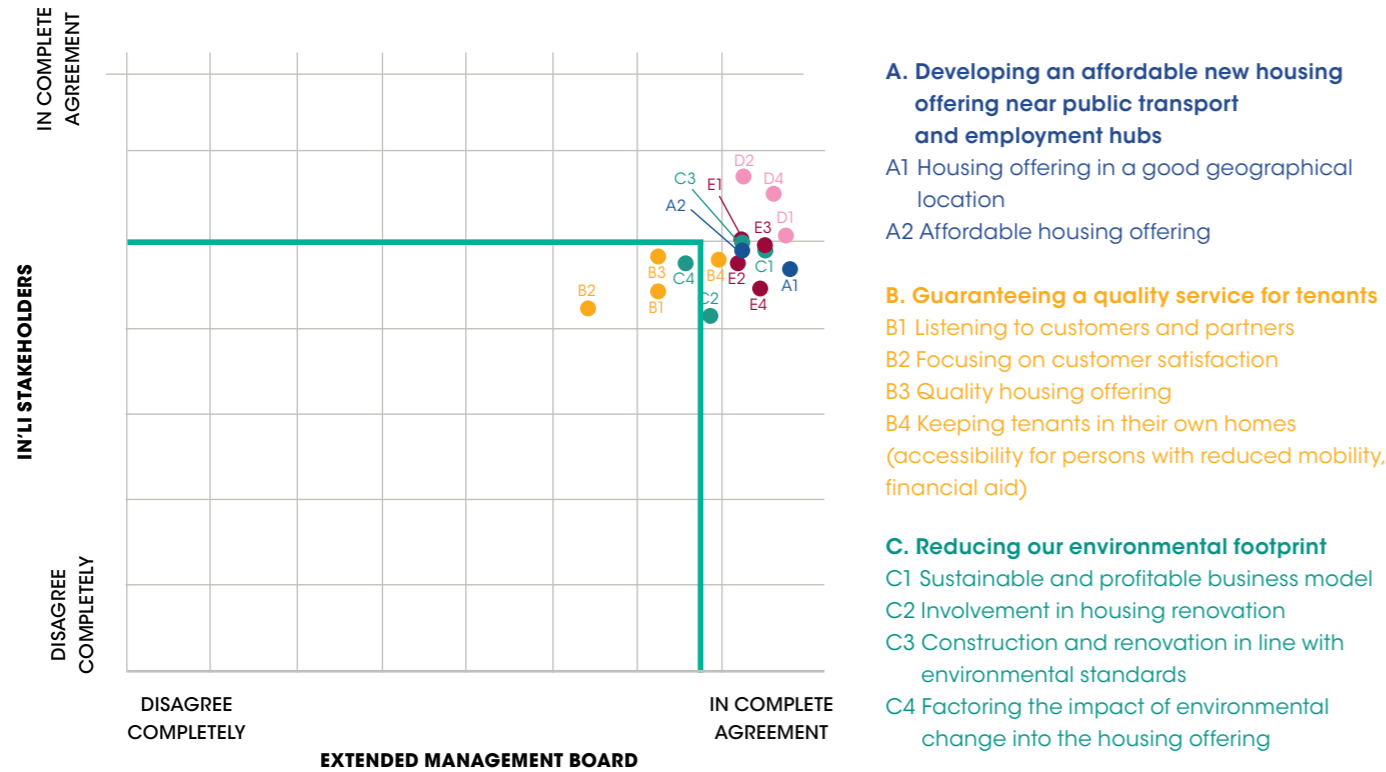 IN COMPLETE
AGREEMENT
IN'LI STAKEHOLDERS
DISAGREE
COMPLETELY
D2
D4
C3
E1
A2
D1
E3
B3
C4
B4
E2
C1
A1
B2
B1
C2
E4
DISAGREE
COMPLETELY
IN COMPLETE
AGREEMENT
EXTENDED MANAGEMENT BOARD
A. Developing an affordable new housing
offering near public transport
and employment hubs
A1 Housing offering in a good geographical
location
A2 Affordable housing offering
B. Guaranteeing a quality service for tenants
B1 Listening to customers and partners
B2 Focusing on customer satisfaction
B3 Quality housing offering
B4 Keeping tenants in their own homes
(accessibility for persons with reduced mobility,
financial aid)
C. Reducing our environmental footprint
C1 Sustainable and profitable business model
C2 Involvement in housing renovation
C3 Construction and renovation in line with
environmental standards
C4 Factoring the impact of environmental
change into the housing offering